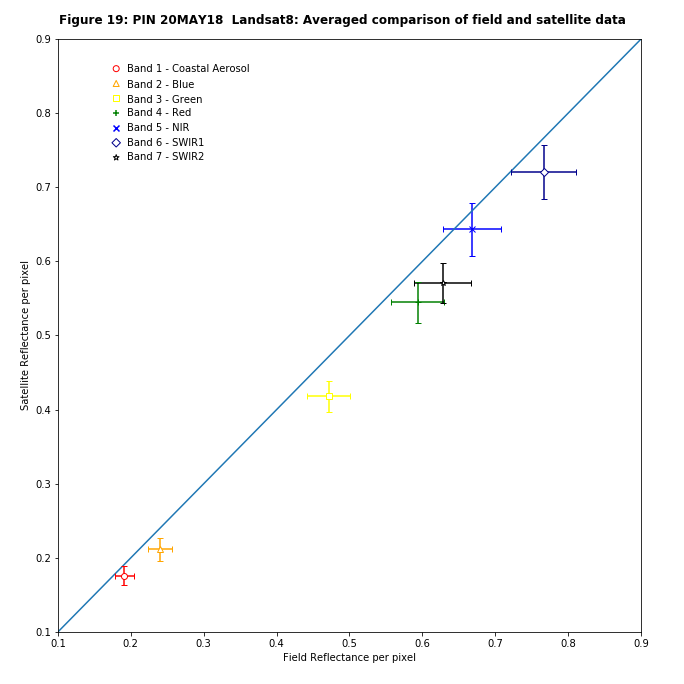 Figure 19: PIN 20MAY18  Landsat8: Averaged comparison of field and satellite data
0.9
0.8
0.7
0.6
0.5
0.4
0.3
0.2
0.1
Satellite Reflectance per pixel
Band 1 - Coastal Aerosol
Band 2 - Blue
Band 3 - Green
Band 4 - Red
Band 5 - NIR
Band 6 - SWIR1
Band 7 - SWIR2
0.1 0.2 0.3 0.4 0.5 0.6 0.7 0.8 0.9
Field Reflectance per pixel